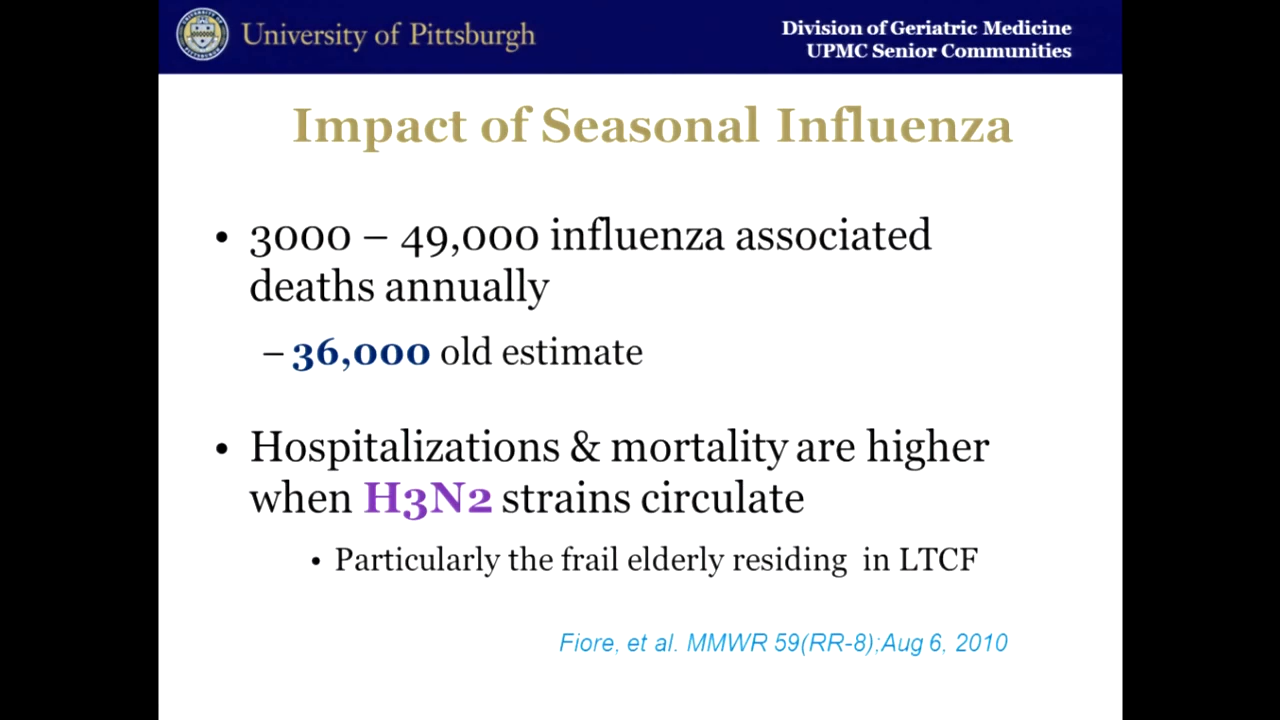 University of Pittsburgh
Division of Geriatric Medicine
UPMC Senior Communities
Impact of Seasonal Influenza
• 3000 – 49,000 influenza associated
deaths annually
– 36,000 old estimate
• Hospitalizations & mortality are higher
when H3N2 strains circulate
• Particularly the frail elderly residing in LTCF
Fiore, et al. MMWR 59(RR-8);Aug 6, 2010